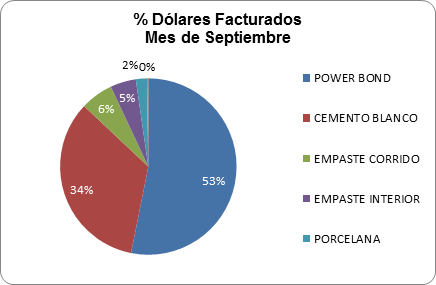 % Dólares Facturados
Mes de Septiembre
2% 0%
5%
6%
34%
53%
POWER BOND
CEMENTO BLANCO
EMPASTE CORRIDO
EMPASTE INTERIOR
PORCELANA